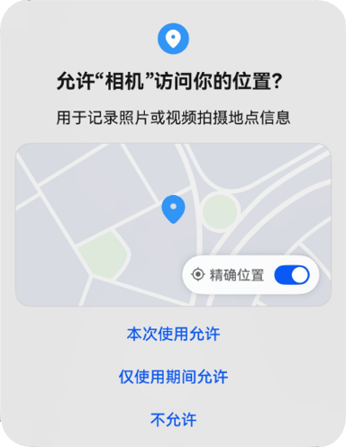 允许“相机”访问你的位置？
用于记录照片或视频拍摄地点信息
精确位置
本次使用允许
仅使用期间允许
不允许